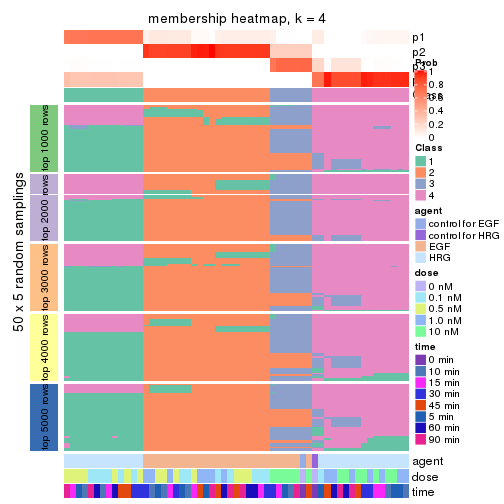 membership heatmap, k = 4
p1
p2
p3
Prob
1
0.8
0.6
0.4
0.2
0
Class
1
2
3
4
agent
control for EGF
control for HRG
EGF
HRG
dose
0 nM
0.1 nM
0.5 nM
1.0 nM
10 nM
time
0 min
10 min
15 min
30 min
45 min
5 min
60 min
90 min
50 x 5 random samplings
top 1000 rows
top 2000 rows
top 3000 rows
top 4000 rows
top 5000 rows
agent
dose
time